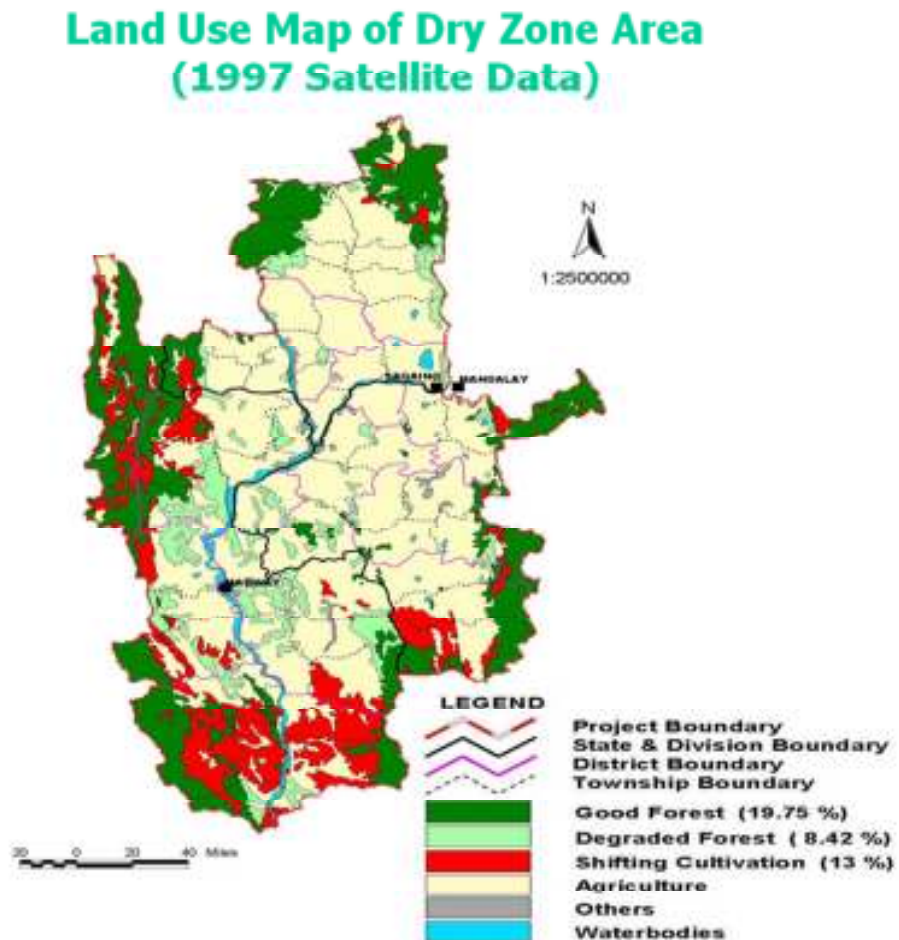 Land Use Map of Dry Zone Area
(1997 Satellite Data)
N
1:2500000
SAGAING
MANDALAY
MAGWAY
LEGEND
Project Boundary
State & Division Boundary
District Boundary
Township Boundary
Good Forest (19.75 %)
Degraded Forest ( 8.42 %)
Shifting Cultivation (13 %)
Agriculture
Others
Waterbodies
20 0 20 40 Miles